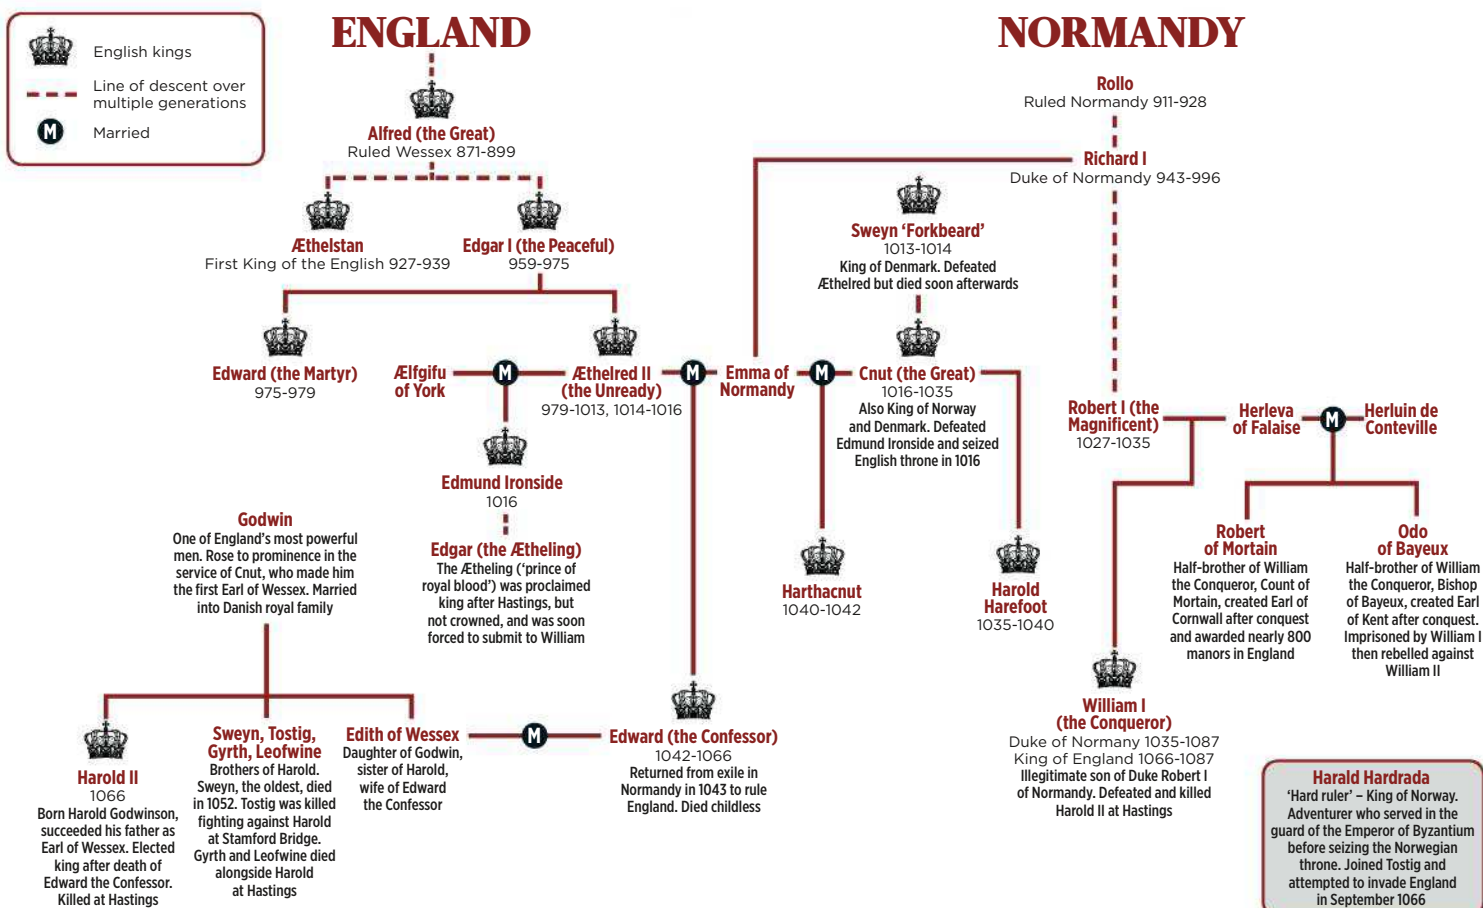 ENGLAND
NORMANDY
English kings
Line of descent over
multiple generations
M
Married
Alfred (the Great)
Ruled Wessex 871-899
Rollo
Ruled Normandy 911-928
Richard I
Duke of Normandy 943-996
Æthelstan
First King of the English 927-939
Edgar I (the Peaceful)
959-975
Sweyn ‘Forkbeard’
1013-1014
King of Denmark. Defeated
Æthelred but died soon afterwards
Edward (the Martyr)
975-979
Ælfgifu
of York
M
Æthelred II
(the Unready)
979-1013, 1014-1016
M
Emma of
Normandy
M
Cnut (the Great)
1016-1035
Also King of Norway
and Denmark. Defeated
Edmund Ironside and seized
English throne in 1016
Robert I (the
Magnificent)
1027-1035
Herleva
of Falaise
M
Herluin de
Conteville
Edmund Ironside
1016
Edgar (the Ætheling)
The Ætheling (‘prince of
royal blood’) was proclaimed
king after Hastings, but
not crowned, and was soon
forced to submit to William
Godwin
One of England’s most powerful
men. Rose to prominence in the
service of Cnut, who made him
the first Earl of Wessex. Married
into Danish royal family
Harthacnut
1040-1042
Harold
Harefoot
1035-1040
Robert
of Mortain
Half-brother of William
the Conqueror, Count of
Mortain, created Earl of
Cornwall after conquest
and awarded nearly 800
manors in England
Odo
of Bayeux
Half-brother of William
the Conqueror, Bishop
of Bayeux, created Earl
of Kent after conquest.
Imprisoned by William I
then rebelled against
William II
Harold II
1066
Born Harold Godwinson,
succeeded his father as
Earl of Wessex. Elected
king after death of
Edward the Confessor.
Killed at Hastings
Sweyn, Tostig,
Gyrth, Leofwine
Brothers of Harold.
Sweyn, the oldest, died
in 1052. Tostig was killed
fighting against Harold
at Stamford Bridge.
Gyrth and Leofwine died
alongside Harold
at Hastings
Edith of Wessex
Daughter of Godwin,
sister of Harold,
wife of Edward
the Confessor
M
Edward (the Confessor)
1042-1066
Returned from exile in
Normandy in 1043 to rule
England. Died childless
William I
(the Conqueror)
Duke of Normany 1035-1087
King of England 1066-1087
Illegitimate son of Duke Robert I
of Normandy. Defeated and killed
Harold II at Hastings
Harald Hardrada
‘Hard ruler’ – King of Norway.
Adventurer who served in the
guard of the Emperor of Byzantium
before seizing the Norwegian
throne. Joined Tostig and
attempted to invade England
in September 1066